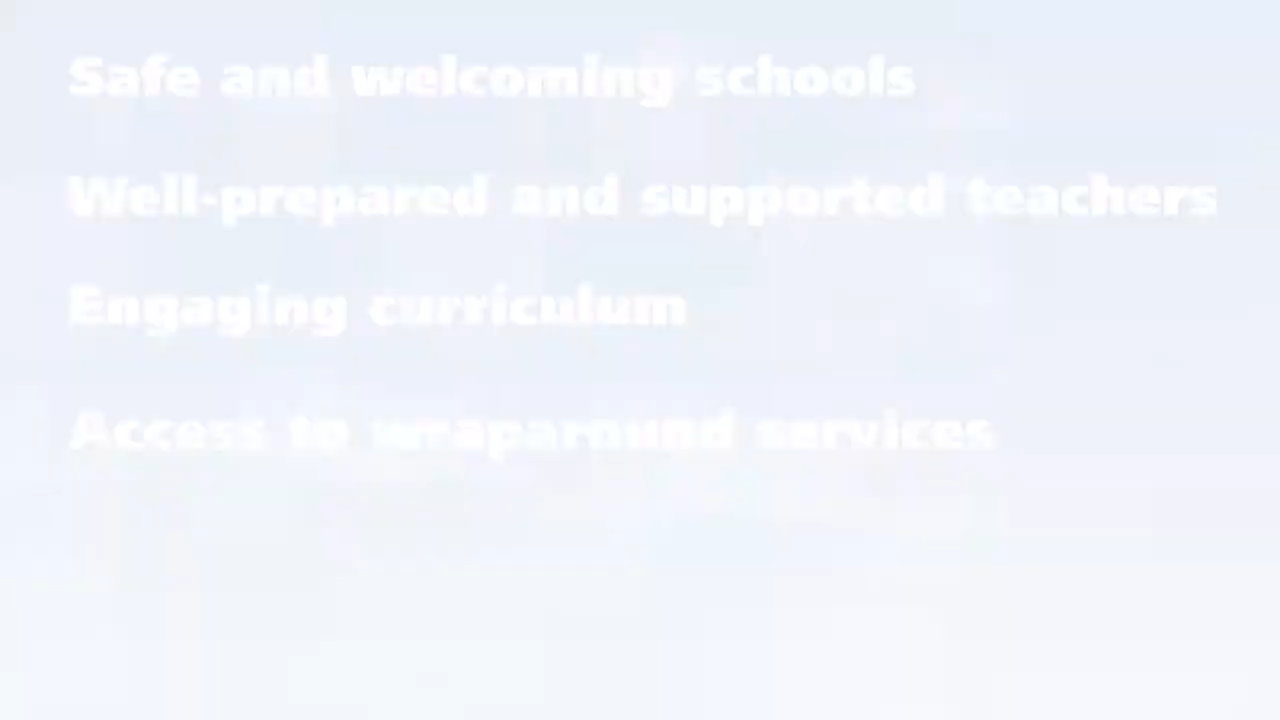 Safe and welcoming schools
Well-prepared and supported teachers
Engaging curriculum
Access to wraparound services